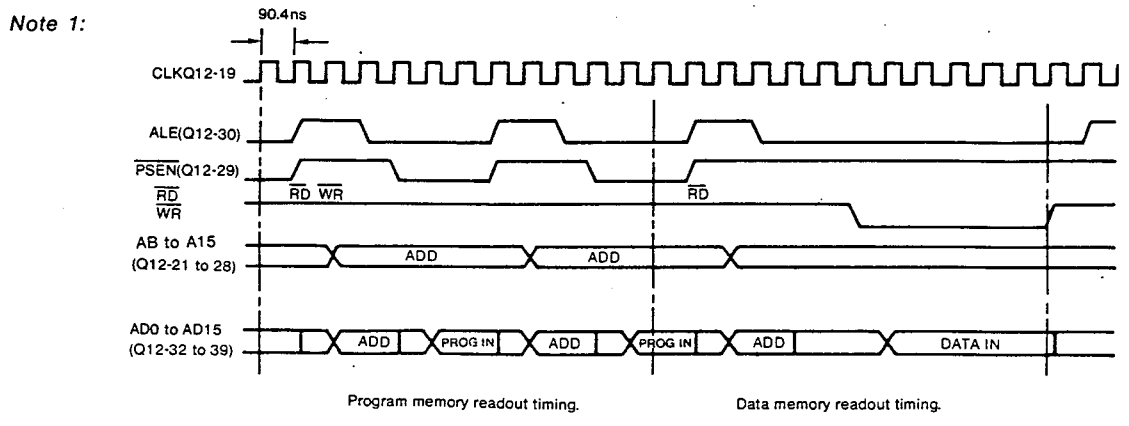 Note 1:
90.4ns
CLKQ12-19
ALE(Q12-30)
PSEN(Q12-29)
RD
WR
RD WR
RD
AB to A15
(Q12-21 to 28)
ADD
ADD
AD0 to AD15
(Q12-32 to 39)
ADD
PROG IN
ADD
PROG IN
ADD
DATA IN
Program memory readout timing.
Data memory readout timing.